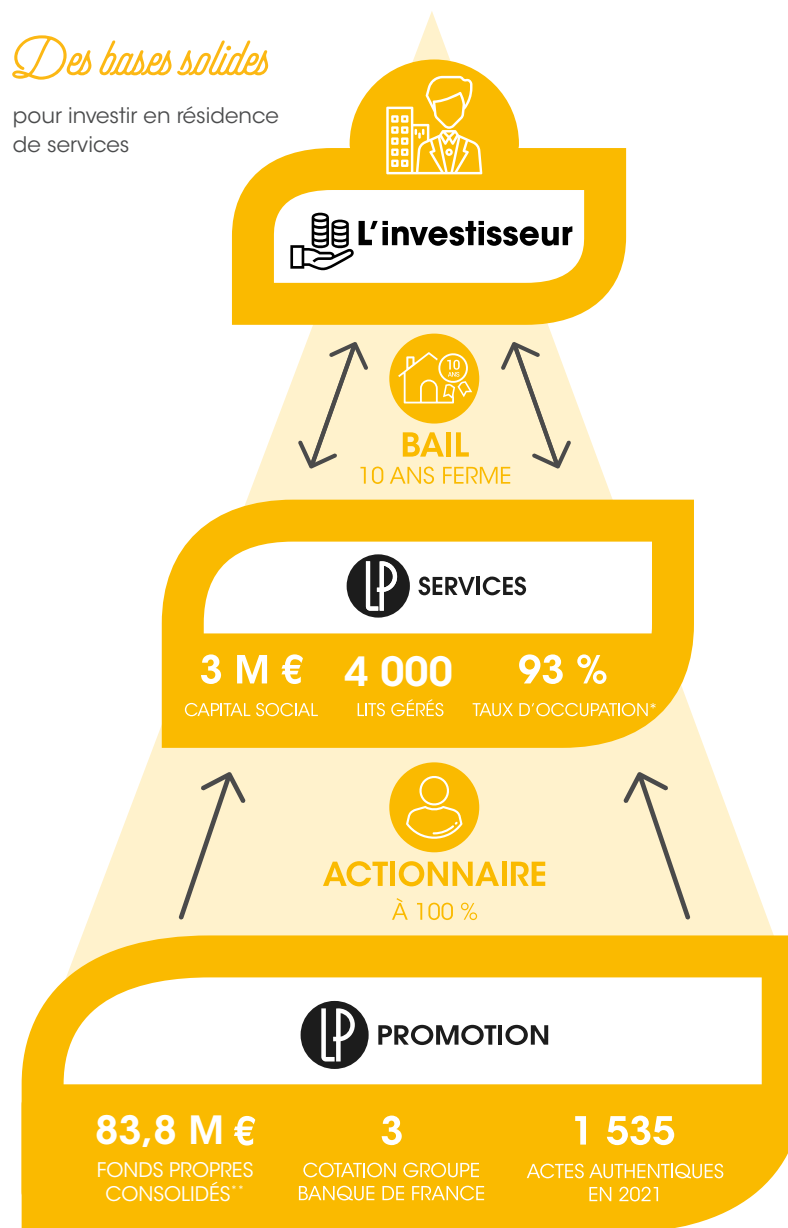 Des bases solides
pour investir en résidence
de services
L'investisseur
10
ANS
BAIL
10 ANS FERME
LP SERVICES
3 M € 4 000 93 %
CAPITAL SOCIAL LITS GÉRÉS TAUX D'OCCUPATION*
ACTIONNAIRE
À 100 %
LP PROMOTION
83,8 M € 3 1 535
FONDS PROPRES COTATION GROUPE ACTES AUTHENTIQUES
CONSOLIDÉS** BANQUE DE FRANCE EN 2021